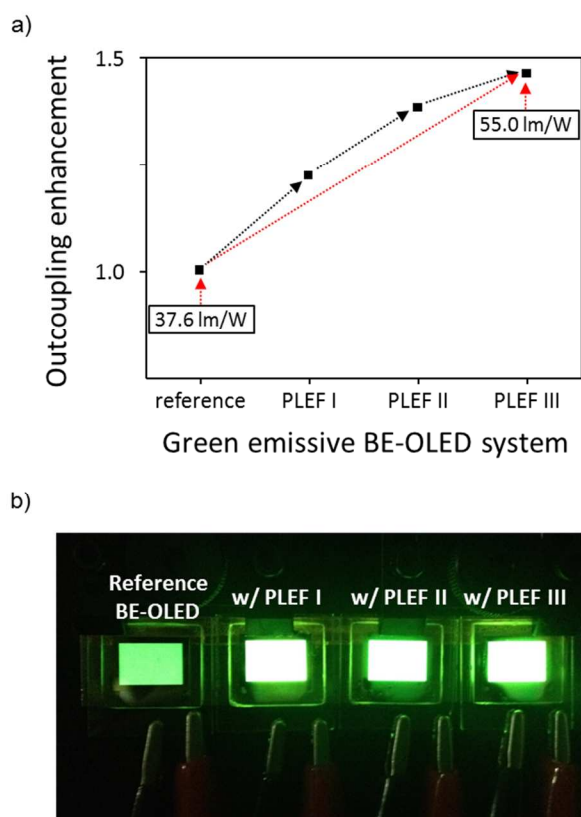 a)
Outcoupling enhancement
1.5
1.0
55.0 lm/W
37.6 lm/W
reference PLEF I PLEF II PLEF III
Green emissive BE-OLED system
b)
Reference
BE-OLED
w/ PLEF I w/ PLEF II w/ PLEF III